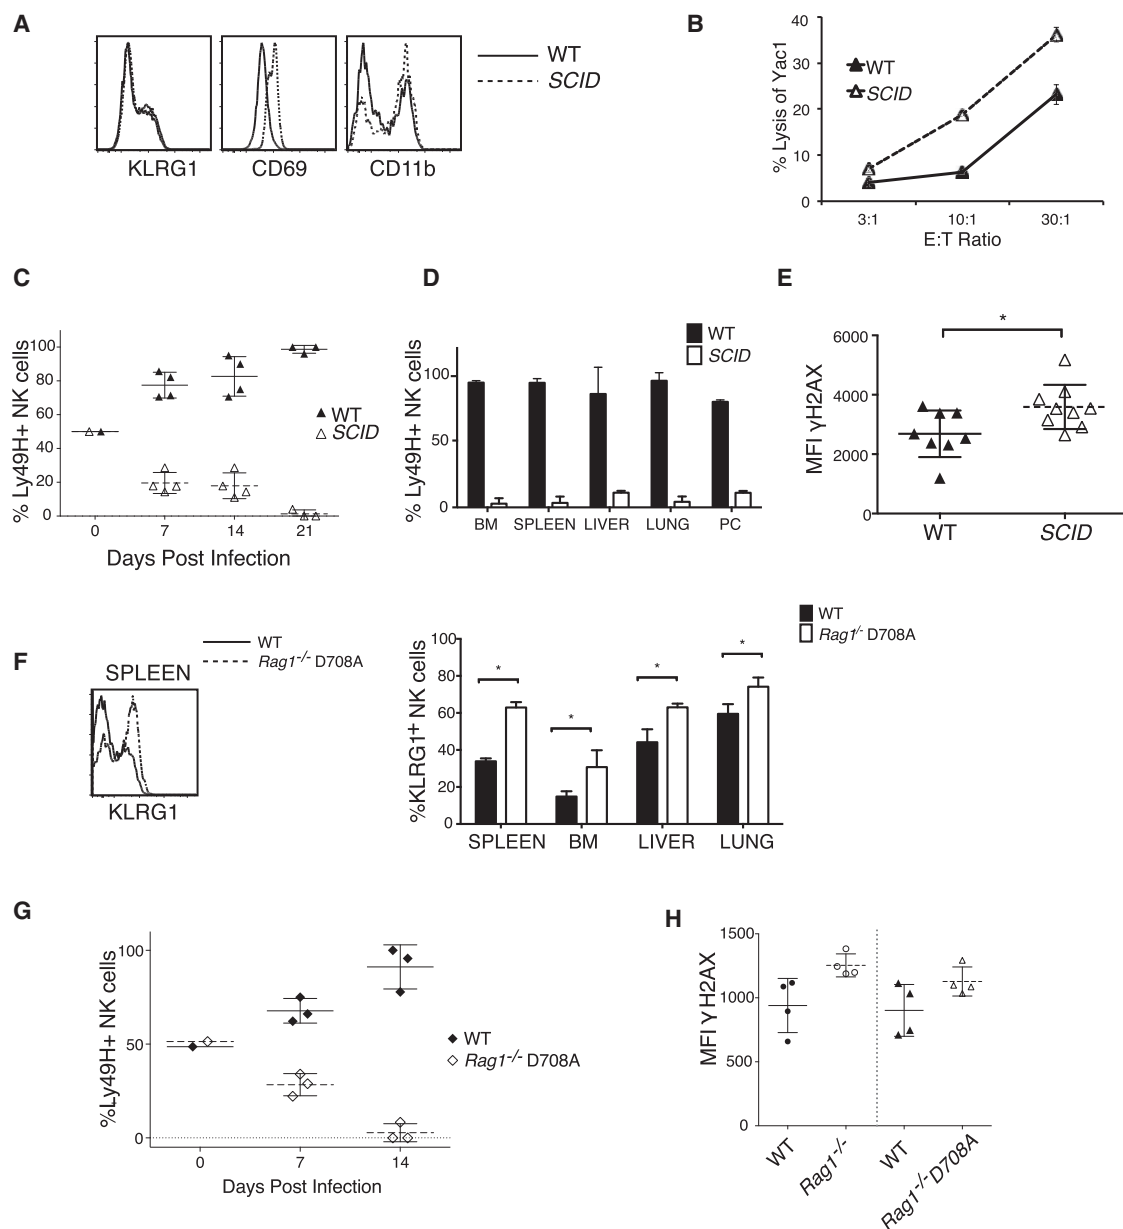 A
WT
SCID
KLRG1
CD69
CD11b
B
% Lysis of Yac1
40
30
20
10
0
WT
SCID
3:1
10:1
30:1
E:T Ratio
C
% Ly49H+ NK cells
100
80
60
40
20
0
WT
SCID
0
7
14
21
Days Post Infection
D
% Ly49H+ NK cells
100
50
0
WT
SCID
BM
SPLEEN
LIVER
LUNG
PC
E
MFI γH2AX
6000
4000
2000
0
*
WT
SCID
F
WT
Rag1-/- D708A
SPLEEN
KLRG1
WT
Rag1/- D708A
%KLRG1+ NK cells
100
80
60
40
20
0
*
*
*
*
SPLEEN
BM
LIVER
LUNG
G
%Ly49H+ NK cells
100
50
0
WT
Rag1-/- D708A
0
7
14
Days Post Infection
H
MFI γ H2AX
1500
1000
500
0
WT
Rag1-/-
WT
Rag1-/- D708A